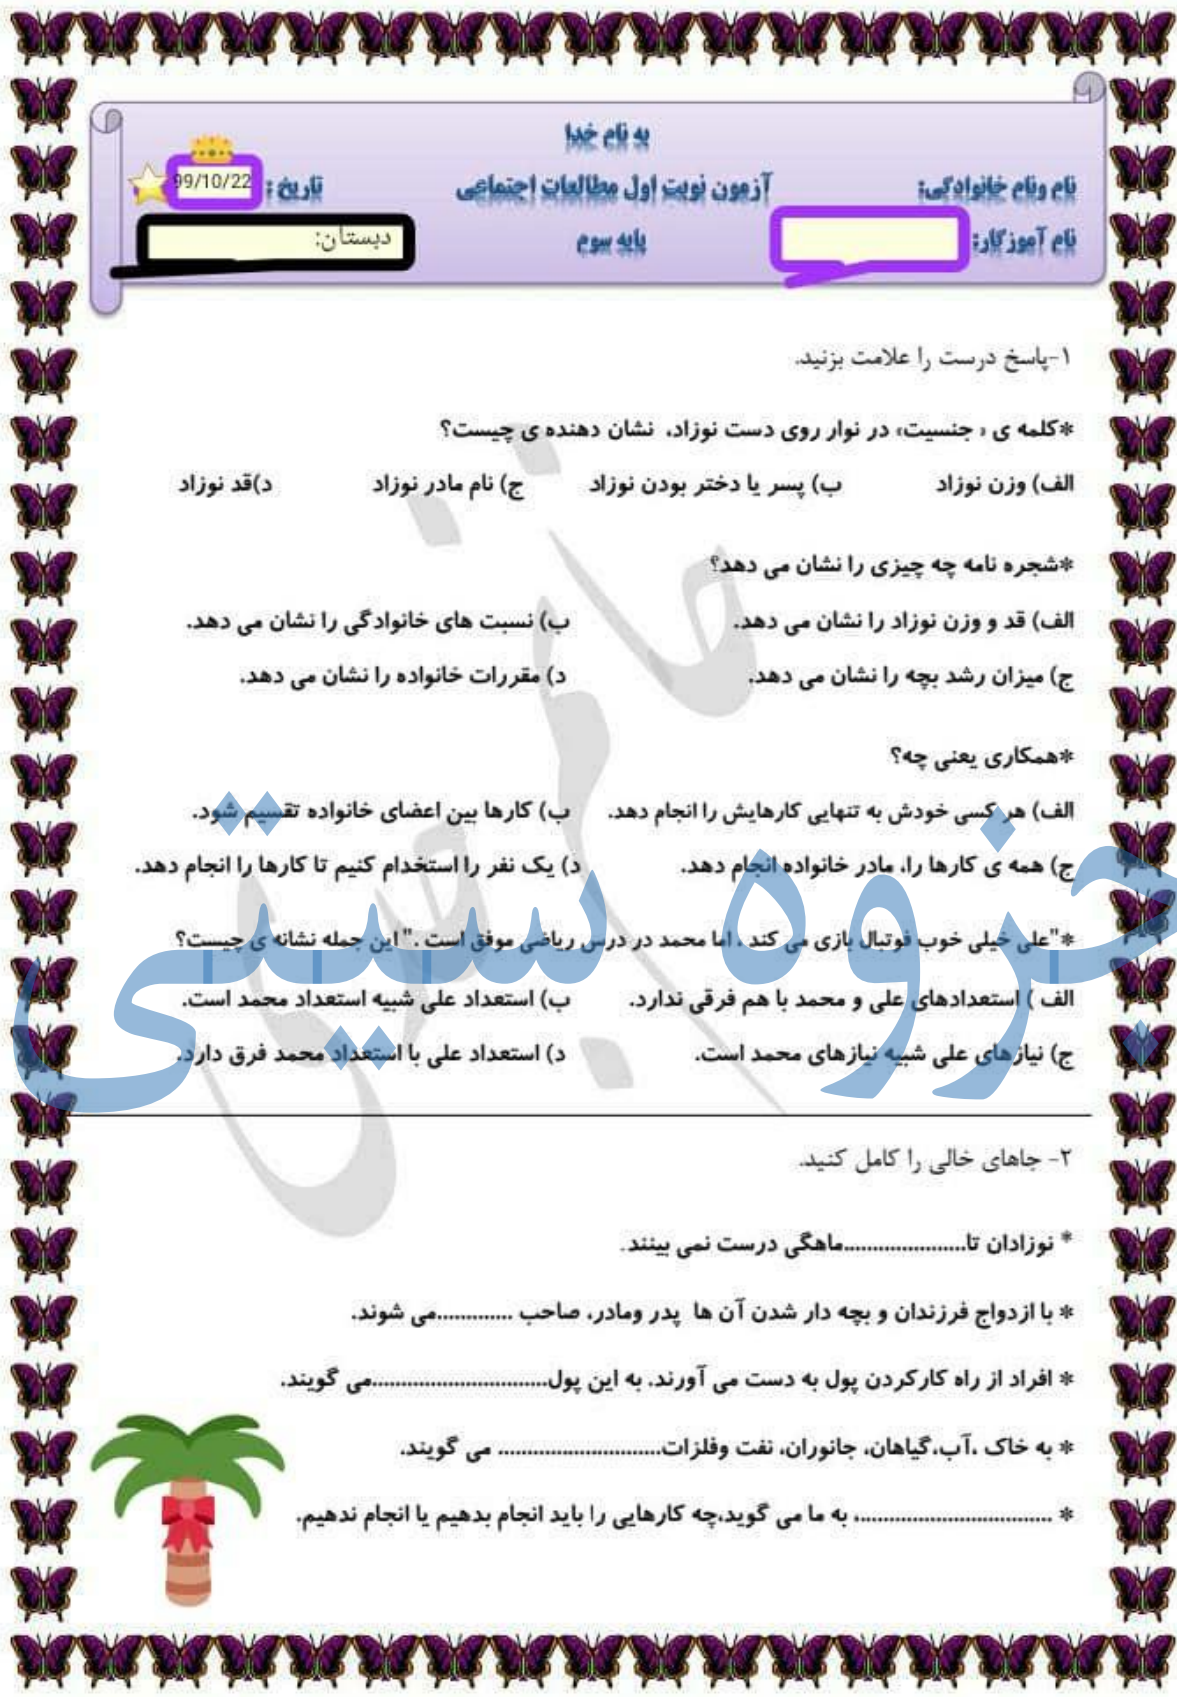 به نام خدا
نام ونام خانوادگی: آزمون نوبت اول مطالعات اجتماعی تاریخ : 99/10/22
نام آموزگار: پایه سوم دبستان:
۱-پاسخ درست را علامت بزنید.
*کلمه ی « جنسیت» در نوار روی دست نوزاد، نشان دهنده ی چیست؟
الف) وزن نوزاد ب) پسر یا دختر بودن نوزاد ج) نام مادر نوزاد د)قد نوزاد
*شجره نامه چه چیزی را نشان می دهد؟
الف) قد و وزن نوزاد را نشان می دهد. ب) نسبت های خانوادگی را نشان می دهد.
ج) میزان رشد بچه را نشان می دهد. د) مقررات خانواده را نشان می دهد.
*همکاری یعنی چه؟
الف) هر کسی خودش به تنهایی کارهایش را انجام دهد. ب) کارها بین اعضای خانواده تقسیم شود.
ج) همه ی کارها را، مادر خانواده انجام دهد. د) یک نفر را استخدام کنیم تا کارها را انجام دهد.
*"علی خیلی خوب فوتبال بازی می کند ، اما محمد در درس ریاضی موفق است ." این جمله نشانه ی چیست؟
الف ) استعدادهای علی و محمد با هم فرقی ندارد. ب) استعداد علی شبیه استعداد محمد است.
ج) نیازهای علی شبیه نیازهای محمد است. د) استعداد علی با استعداد محمد فرق دارد.
جزوه سیتی
۲- جاهای خالی را کامل کنید.
* نوزادان تا.....................ماهگی درست نمی بینند.
* با ازدواج فرزندان و بچه دار شدن آن ها پدر ومادر، صاحب .............می شوند.
* افراد از راه کارکردن پول به دست می آورند، به این پول..............................می گویند.
* به خاک ،آب،گیاهان، جانوران، نفت وفلزات............................ می گویند.
* .................................، به ما می گوید،چه کارهایی را باید انجام بدهیم یا انجام ندهیم.